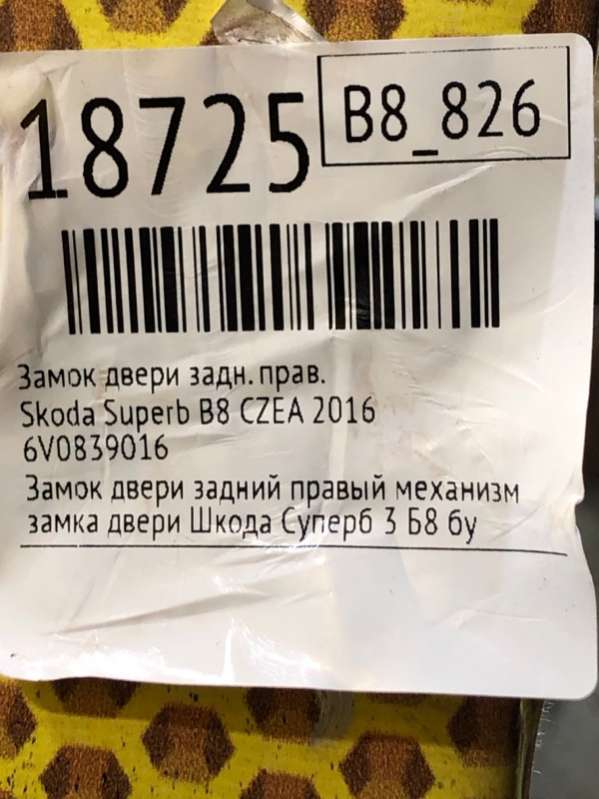 18725
B8_826
Замок двери задн. прав.
Skoda Superb B8 CZEA 2016
6V0839016
Замок двери задний правый механизм
замка двери Шкода Суперб 3 Б8 бу